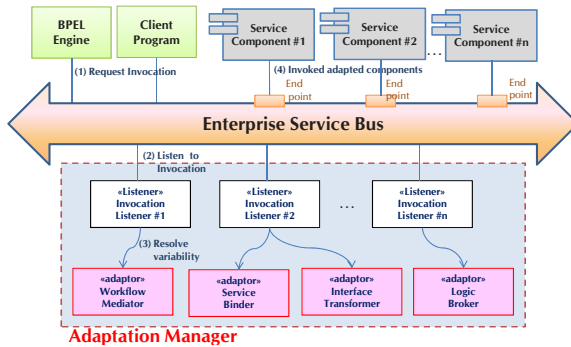 BPEL
Engine
Client
Program
Service
Component #1
Service
Component #2
...
Service
Component #n
(1) Request Invocation
(4) Invoked adapted components
End
point
End
point
End
point
Enterprise Service Bus
(2) Listen to
Invocation
«Listener»
Invocation
Listener #1
«Listener»
Invocation
Listener #2
...
«Listener»
Invocation
Listener #n
(3) Resolve
variability
«adaptor»
Workflow
Mediator
«adaptor»
Service
Binder
«adaptor»
Interface
Transformer
«adaptor»
Logic
Broker
Adaptation Manager